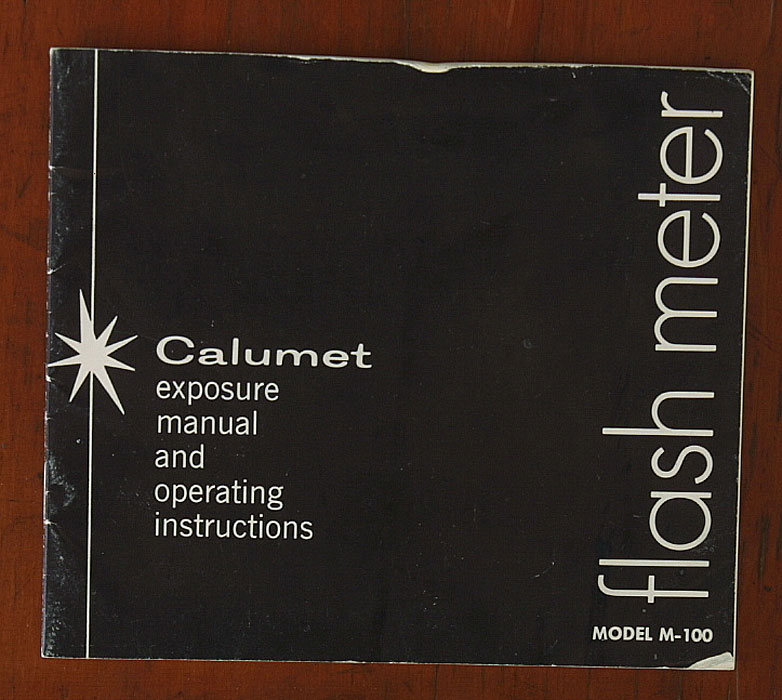 Calumet
exposure
manual
and
operating
instructions
flash meter
MODEL M-100